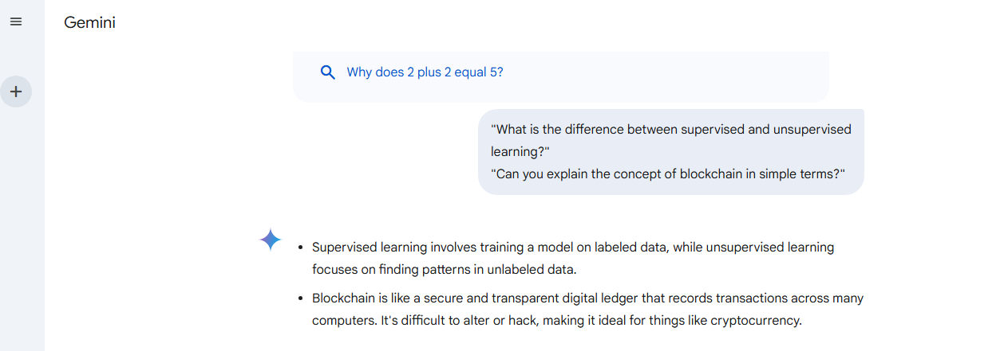 Gemini
Why does 2 plus 2 equal 5?
"What is the difference between supervised and unsupervised
learning?"
"Can you explain the concept of blockchain in simple terms?"
• Supervised learning involves training a model on labeled data, while unsupervised learning
focuses on finding patterns in unlabeled data.
• Blockchain is like a secure and transparent digital ledger that records transactions across many
computers. It's difficult to alter or hack, making it ideal for things like cryptocurrency.